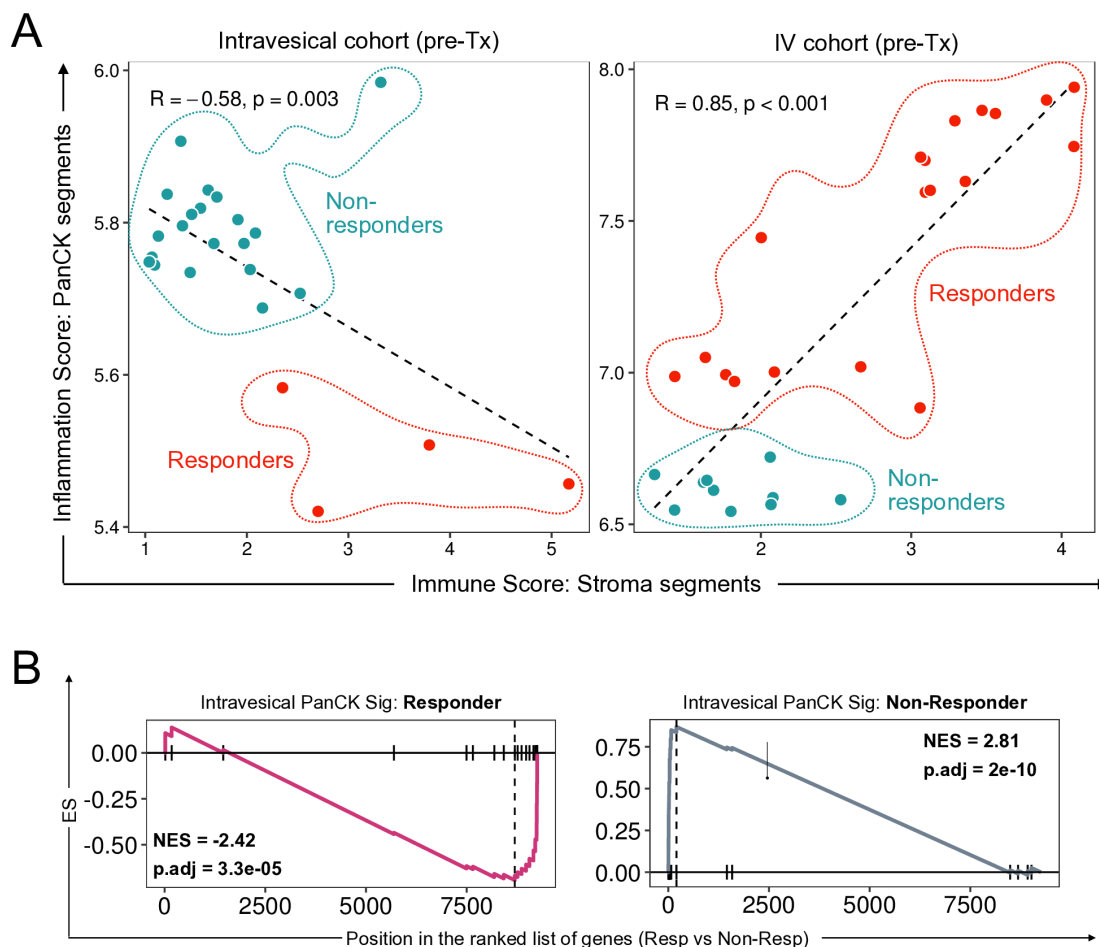 A
Intravesical cohort (pre-Tx)
IV cohort (pre-Tx)
Inflammation Score: PanCK segments
6.0
5.8
5.6
5.4
R = −0.58, p = 0.003
Non-
responders
Responders
1
2
3
4
5
8.0
7.5
7.0
6.5
R = 0.85, p < 0.001
Responders
Non-
responders
2
3
4
Immune Score: Stroma segments
B
Intravesical PanCK Sig: Responder
Intravesical PanCK Sig: Non-Responder
ES
0.00
-0.25
-0.50
NES = -2.42
p.adj = 3.3e-05
0
2500
5000
7500
0.75
0.50
0.25
0.00
NES = 2.81
p.adj = 2e-10
0
2500
5000
7500
Position in the ranked list of genes (Resp vs Non-Resp)